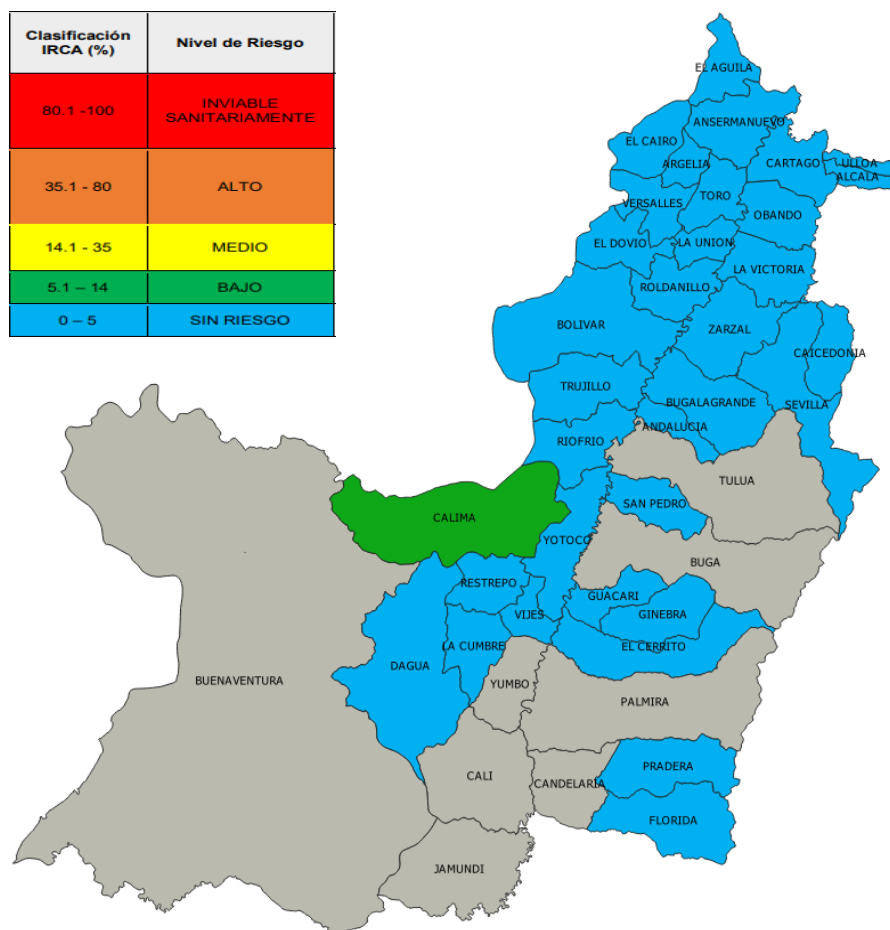 Clasificación
IRCA (%)
Nivel de Riesgo
80.1 -100
INVIABLE
SANITARIAMENTE
35.1 - 80
ALTO
14.1 - 35
MEDIO
5.1 – 14
BAJO
0 – 5
SIN RIESGO
EL AGUILA
ANSERMANUEVO
EL CAIRO
ARGELIA
CARTAGO
ULLOA
ALCALA
VERSALLES
TORO
OBANDO
EL DOVIO
LA UNION
LA VICTORIA
ROLDANILLO
BOLIVAR
ZARZAL
CAICEDONIA
TRUJILLO
BUGALAGRANDE
SEVILLA
ANDALUCIA
RIOFRIO
TULUA
SAN PEDRO
CALIMA
YOTOCO
BUGA
RESTREPO
GUACARI
VIJES
GINEBRA
LA CUMBRE
EL CERRITO
DAGUA
BUENAVENTURA
YUMBO
PALMIRA
PRADERA
CALI
CANDELARIA
FLORIDA
JAMUNDI